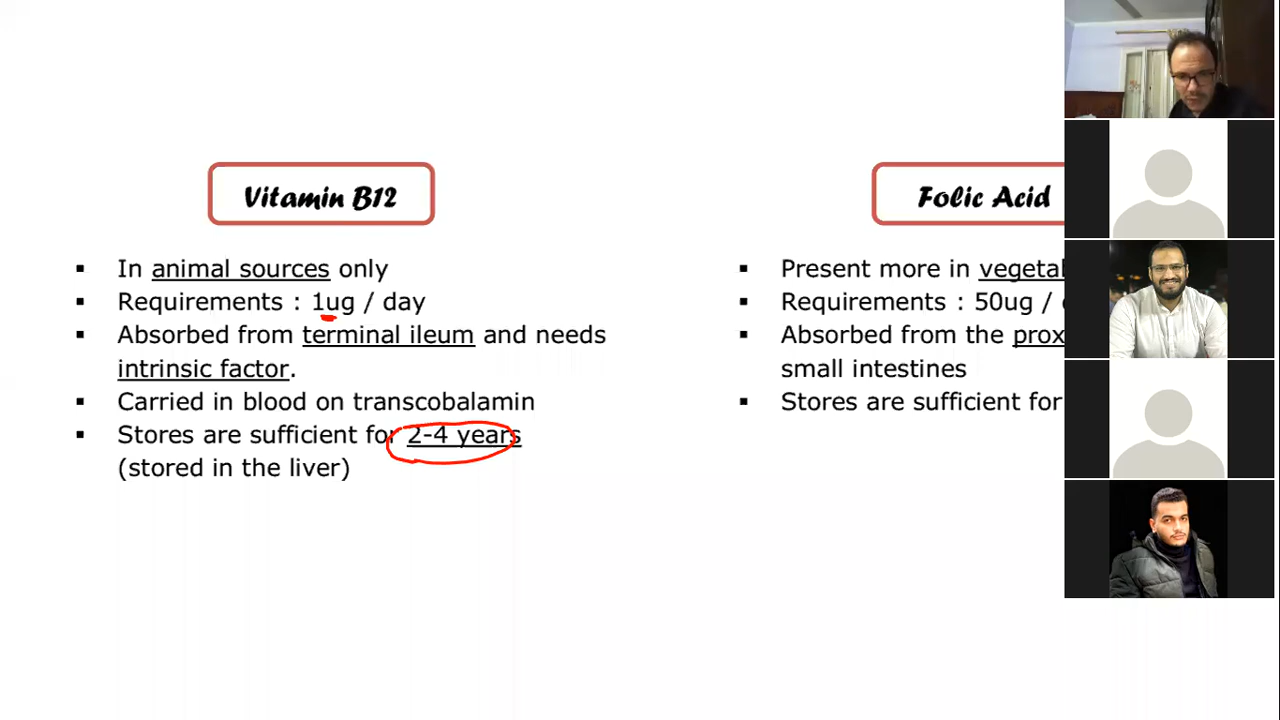 Vitamin B12
▪ In animal sources only
▪ Requirements : 1ug / day
▪ Absorbed from terminal ileum and needs
intrinsic factor.
▪ Carried in blood on transcobalamin
▪ Stores are sufficient for 2-4 years
(stored in the liver)
Folic Acid
▪ Present more in
▪ Requirements : 50ug /
▪ Absorbed from the
small intestines
▪ Stores are sufficient for